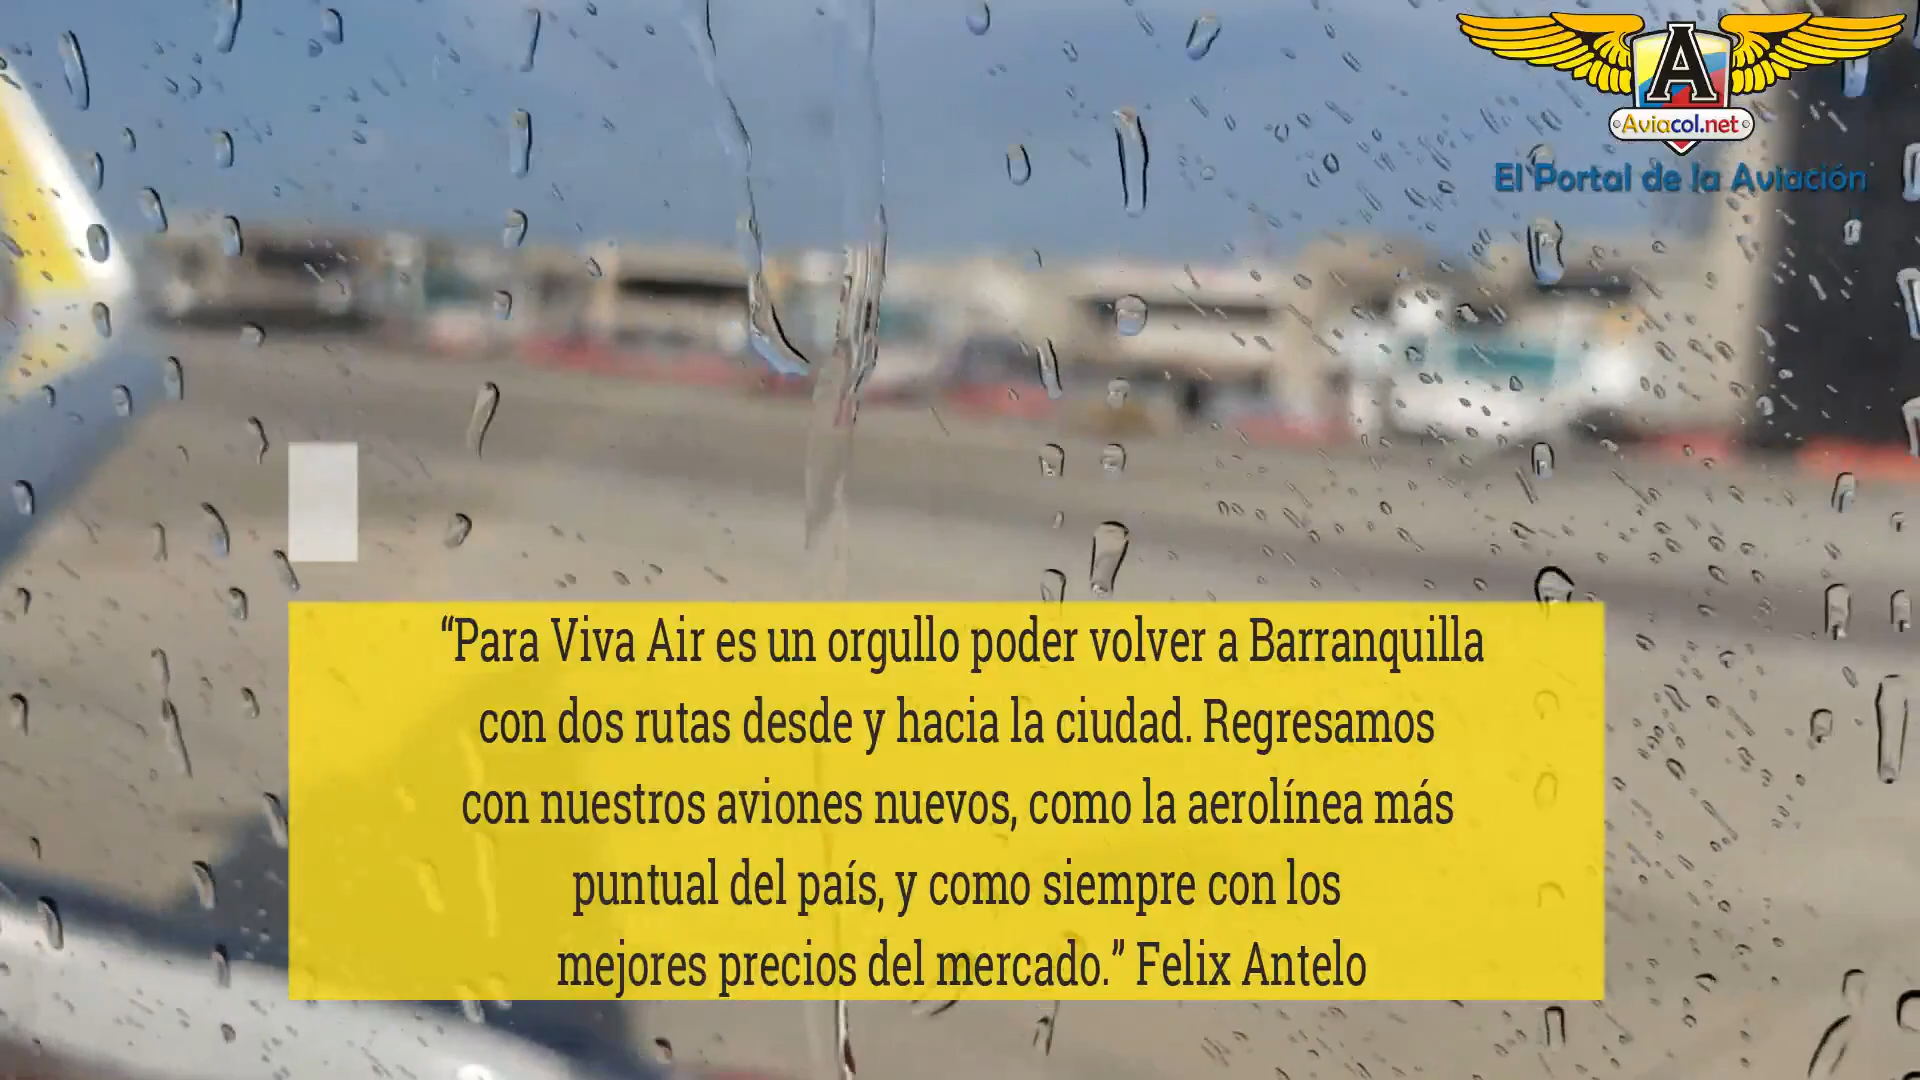 A
Aviacol.net
El Portal de la Aviación
“Para Viva Air es un orgullo poder volver a Barranquilla
con dos rutas desde y hacia la ciudad. Regresamos
con nuestros aviones nuevos, como la aerolínea más
puntual del país, y como siempre con los
mejores precios del mercado.” Felix Antelo